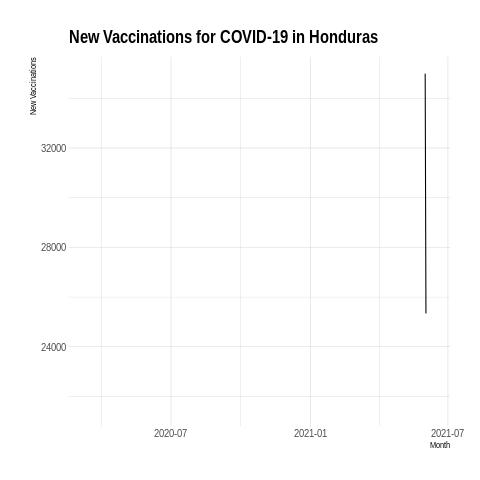 New Vaccinations for COVID-19 in Honduras
New Vaccinations
32000
28000
24000
2020-07
2021-01
2021-07
Month